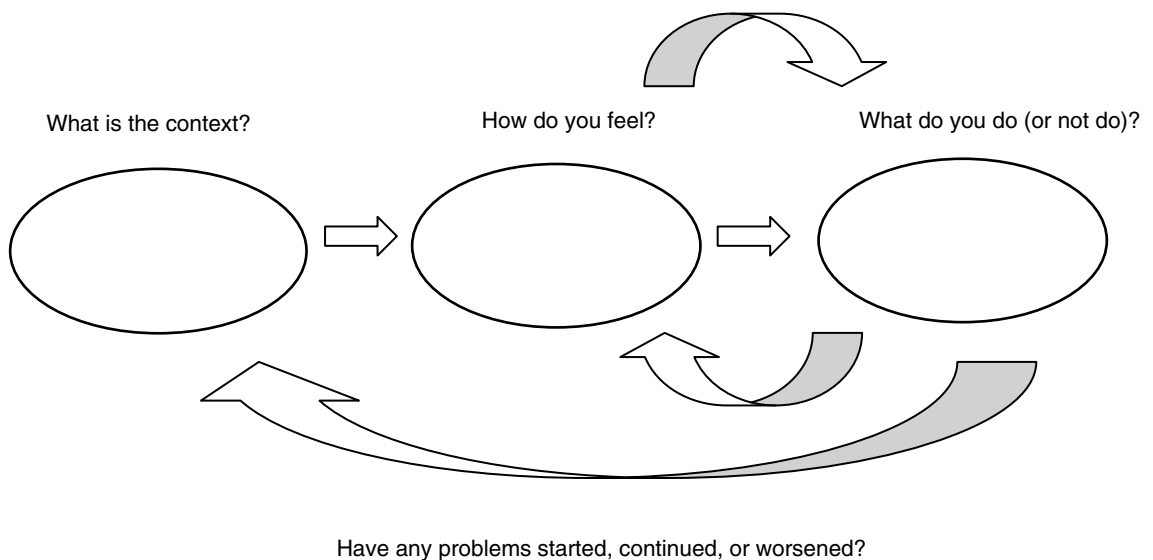 What is the context?
How do you feel?
What do you do (or not do)?
Have any problems started, continued, or worsened?